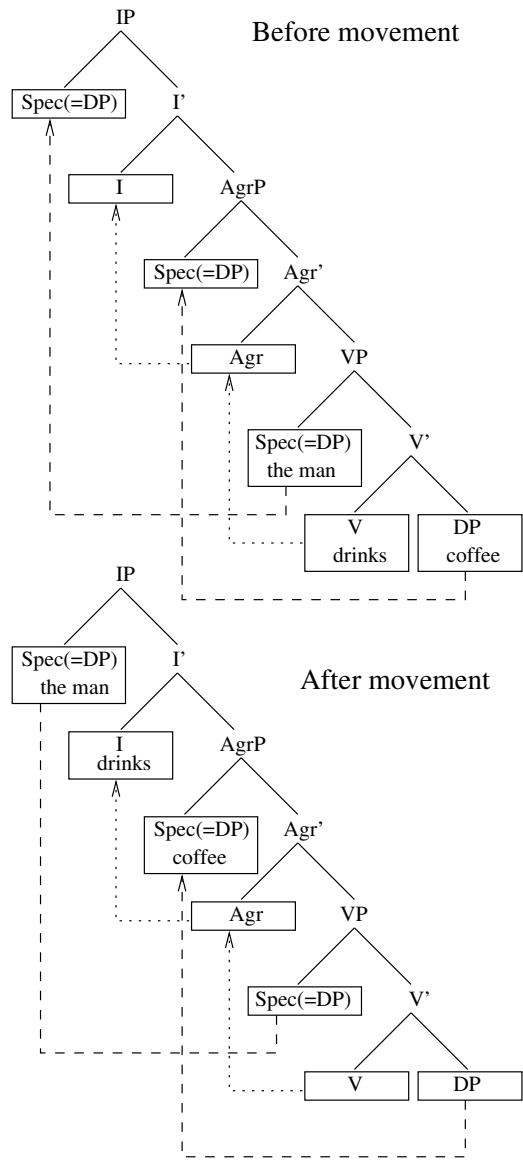 IP
Before movement
Spec(=DP)
I'
I
AgrP
Spec(=DP)
Agr'
Agr
VP
Spec(=DP)
the man
V'
V
drinks
DP
coffee
IP
Spec(=DP)
the man
I'
After movement
I
drinks
AgrP
Spec(=DP)
coffee
Agr'
Agr
VP
Spec(=DP)
V'
V
DP